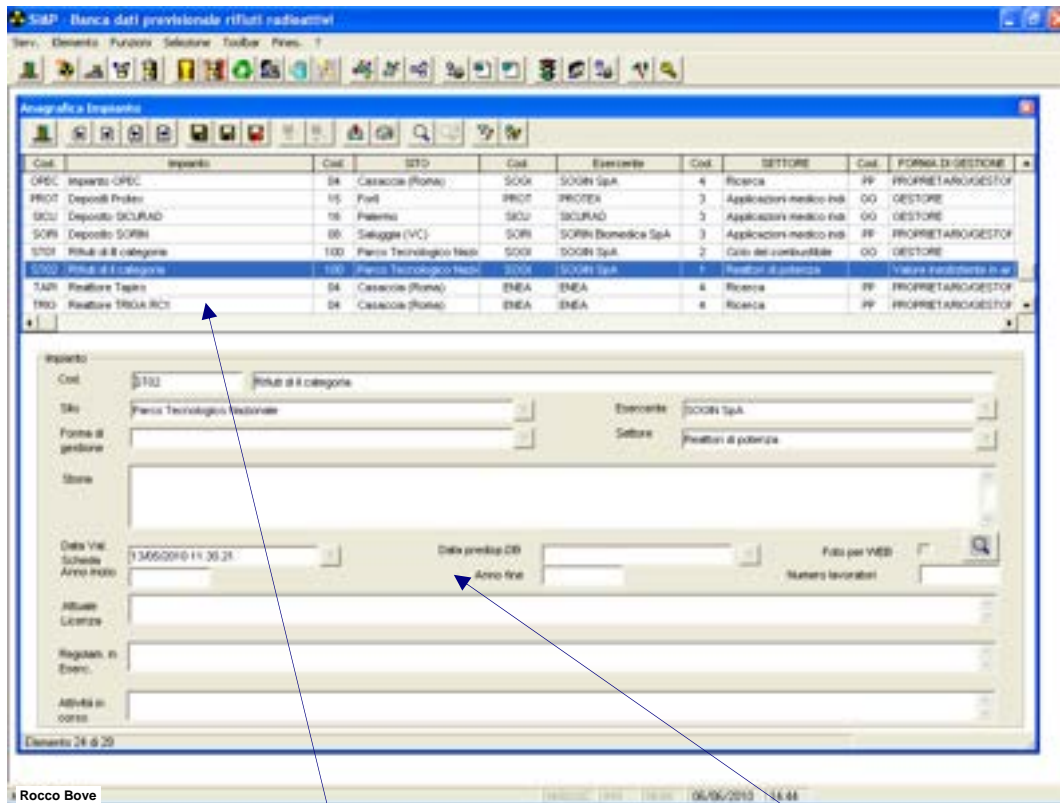 SIAP - Banca dati previsionale rifiuti radioattivi
Serv. Elemento Funzioni Selezione Toolbar Fines. ?
Anagrafica Impianto
Cod. Impianto Cod. SITO Cod. Esercente Cod. SETTORE Cod. FORMA DI GESTIONE
OPEC Impianto OPEC 04 Casaccia (Roma) SOGI SOGIN SpA 4 Ricerca PP PROPRIETARIO/GESTOR
PROT Depositi Protex 15 Forlì PROT PROTEX 3 Applicazioni medico indi GG GESTORE
SICU Deposito SICURAD 16 Palermo SICU SICURAD 3 Applicazioni medico indi GG GESTORE
SORI Deposito SORIN 08 Saluggia (VC) SORI SORIN Biomedica SpA 3 Applicazioni medico indi PP PROPRIETARIO/GESTOR
ST01 Rifiuti di II categoria 100 Parco Tecnologico Nazio SOGI SOGIN SpA 2 Ciclo del combustibile GG GESTORE
ST02 Rifiuti di II categoria 100 Parco Tecnologico Nazio SOGI SOGIN SpA 1 Reattori di potenza Valore inesistente in ar
TAPI Reattore Tapiro 04 Casaccia (Roma) ENEA ENEA 4 Ricerca PP PROPRIETARIO/GESTOR
TRIG Reattore TRIGA RC1 04 Casaccia (Roma) ENEA ENEA 4 Ricerca PP PROPRIETARIO/GESTOR
Impianto
Cod. ST02 Rifiuti di II categoria
Sito Parco Tecnologico Nazionale Esercente SOGIN SpA
Forma di gestione Settore Reattori di potenza
Storia
Data Val. Scheda 13/05/2010 11.30.21 Data predisp.DB Foto per WEB
Anno inizio Anno fine Numero lavoratori
Attuale Licenza
Regolam. in Eserc.
Attività in corso
Elemento 24 di 29
Rocco Bove 06/06/2010 14.44